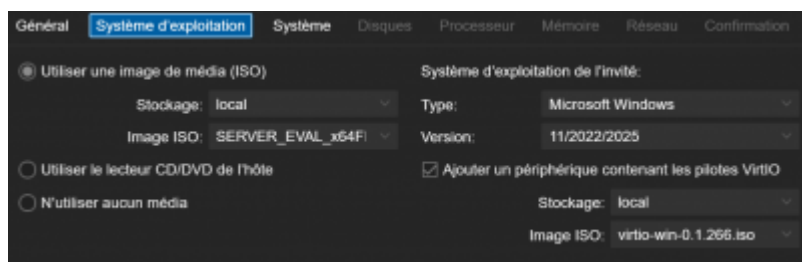 Général Système d'exploitation Système Disques Processeur Mémoire Réseau Confirmation
Utiliser une image de média (ISO) Système d'exploitation de l'invité:
Stockage: local Type: Microsoft Windows
Image ISO: SERVER_EVAL_x64F Version: 11/2022/2025
Utiliser le lecteur CD/DVD de l'hôte Ajouter un périphérique contenant les pilotes VirtIO
N'utiliser aucun média Stockage: local
Image ISO: virtio-win-0.1.266.iso